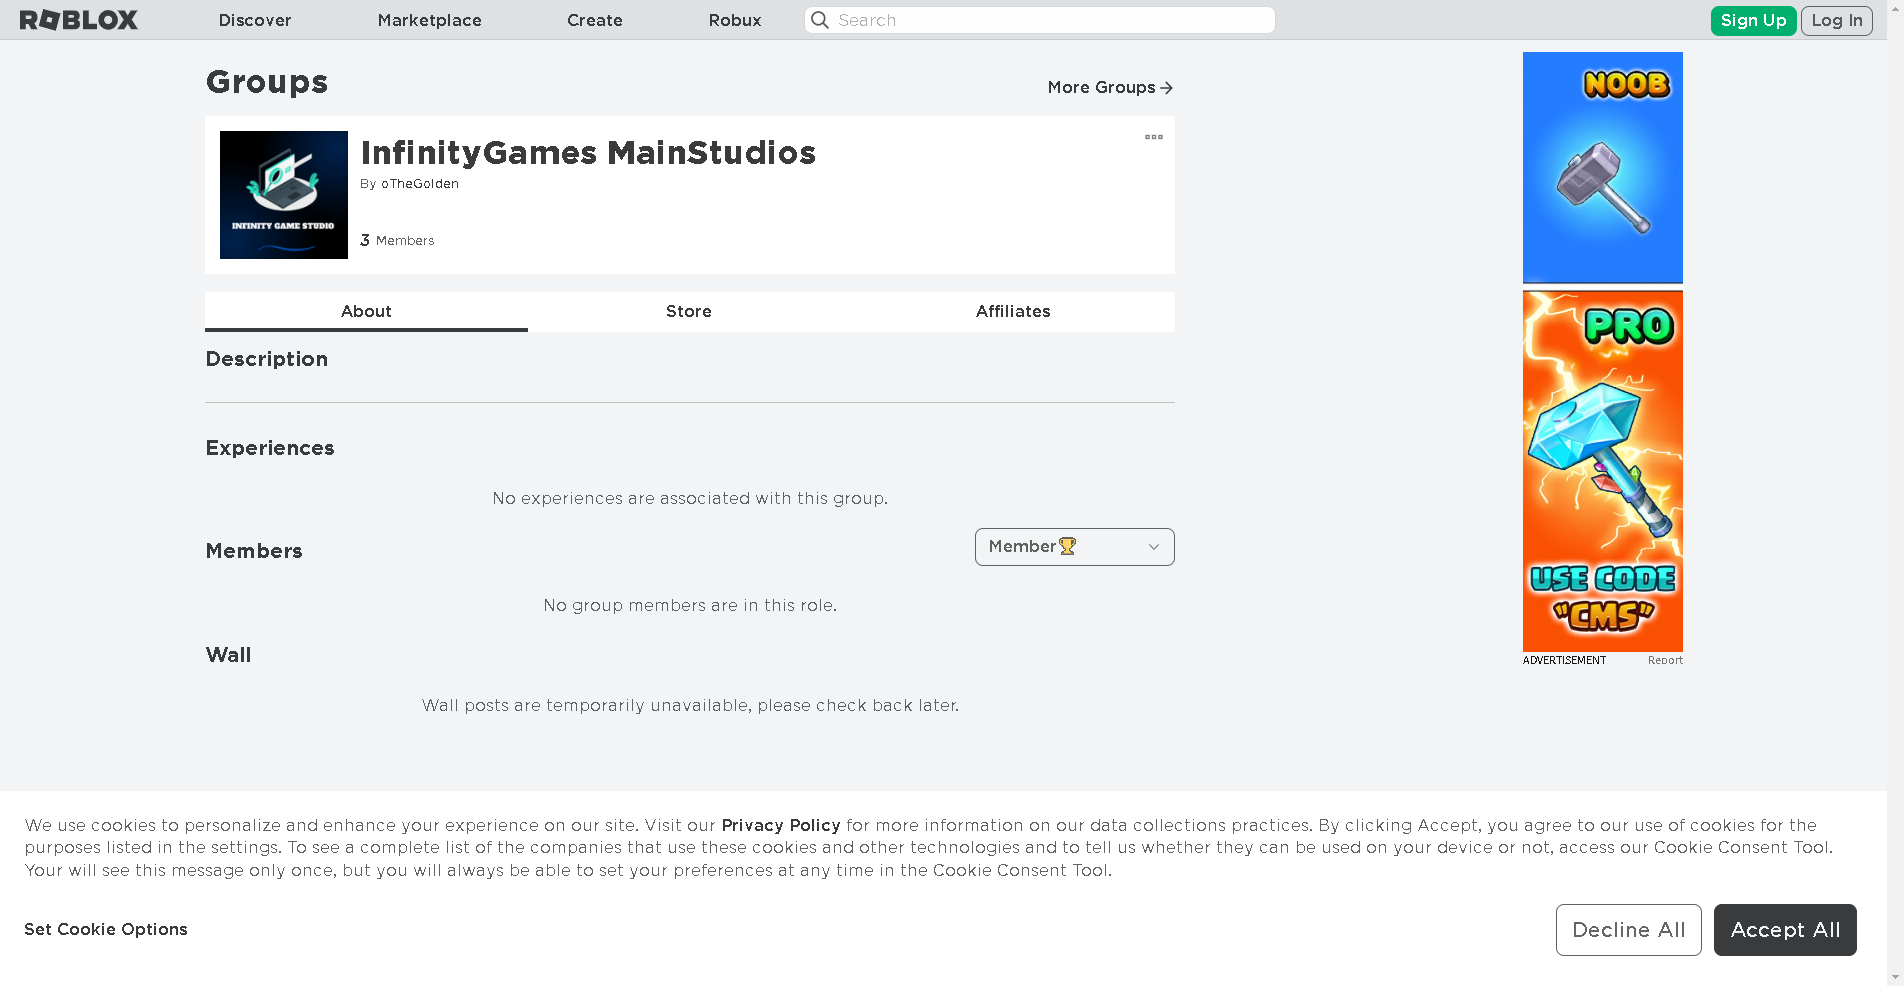 ROBLOX
Discover
Marketplace
Create
Robux
Search
Sign Up
Log In
Groups
More Groups
INFINITY GAME STUDIO
InfinityGames MainStudios
By oTheGolden
3 Members
About
Store
Affiliates
Description
Experiences
No experiences are associated with this group.
Members
Member🏆
No group members are in this role.
Wall
Wall posts are temporarily unavailable, please check back later.
NOOB
PRO
USE CODE
"CMS"
ADVERTISEMENT
Report
We use cookies to personalize and enhance your experience on our site. Visit our Privacy Policy for more information on our data collections practices. By clicking Accept, you agree to our use of cookies for the
purposes listed in the settings. To see a complete list of the companies that use these cookies and other technologies and to tell us whether they can be used on your device or not, access our Cookie Consent Tool.
Your will see this message only once, but you will always be able to set your preferences at any time in the Cookie Consent Tool.
Set Cookie Options
Decline All
Accept All